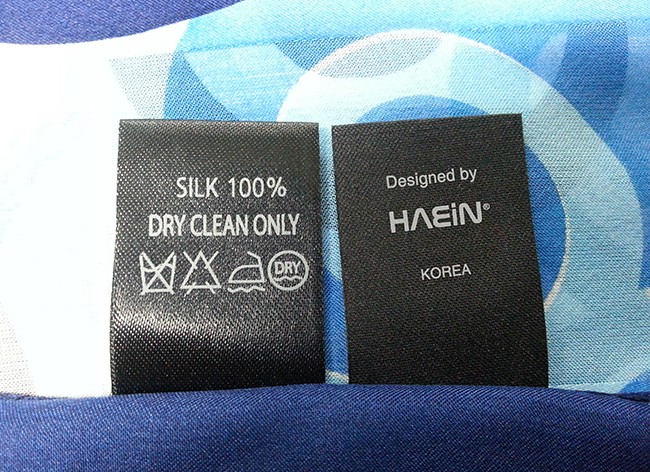 SILK 100%
DRY CLEAN ONLY
DRY
Designed by
HAEiN®
KOREA